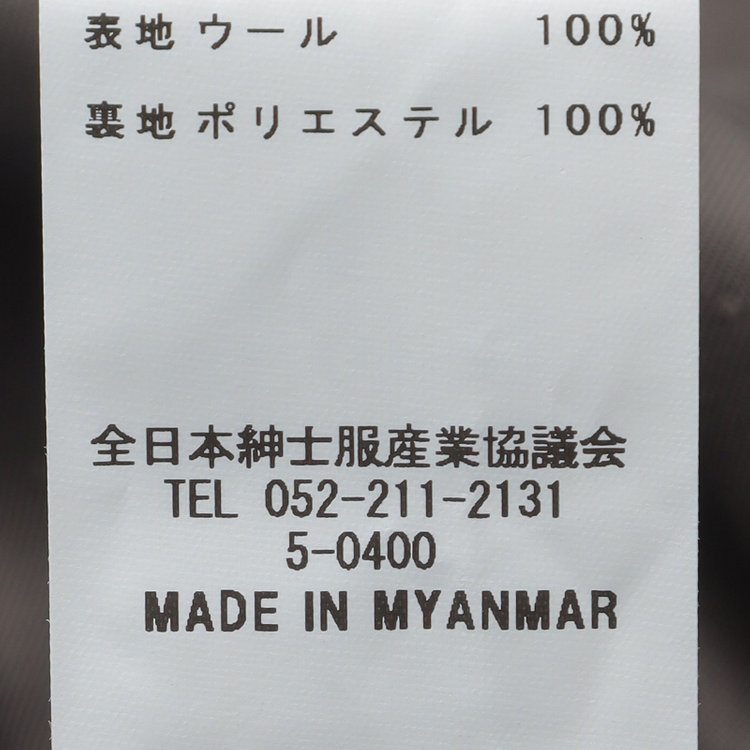 表地 ウール 100%
裏地 ポリエステル 100%
全日本紳士服産業協議会
TEL 052-211-2131
5-0400
MADE IN MYANMAR